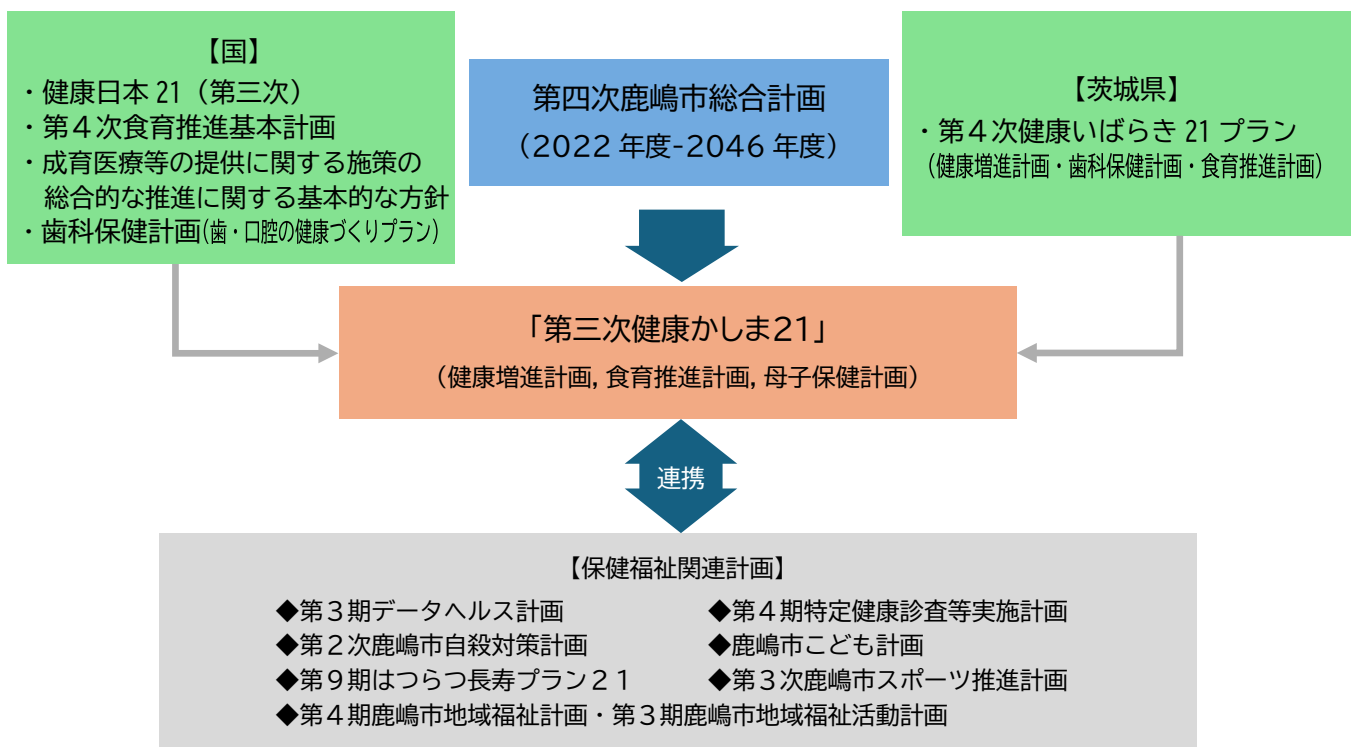 【国】
・健康日本21（第三次）
・第４次食育推進基本計画
・成育医療等の提供に関する施策の
総合的な推進に関する基本的な方針
・歯科保健計画(歯・口腔の健康づくりプラン)
第四次鹿嶋市総合計画
（2022年度-2046年度）
【茨城県】
・第４次健康いばらき21プラン
(健康増進計画・歯科保健計画・食育推進計画)
「第三次健康かしま21」
（健康増進計画, 食育推進計画, 母子保健計画）
連携
【保健福祉関連計画】
◆第３期データヘルス計画
◆第４期特定健康診査等実施計画
◆第２次鹿嶋市自殺対策計画
◆鹿嶋市こども計画
◆第９期はつらつ長寿プラン２１
◆第３次鹿嶋市スポーツ推進計画
◆第４期鹿嶋市地域福祉計画・第３期鹿嶋市地域福祉活動計画